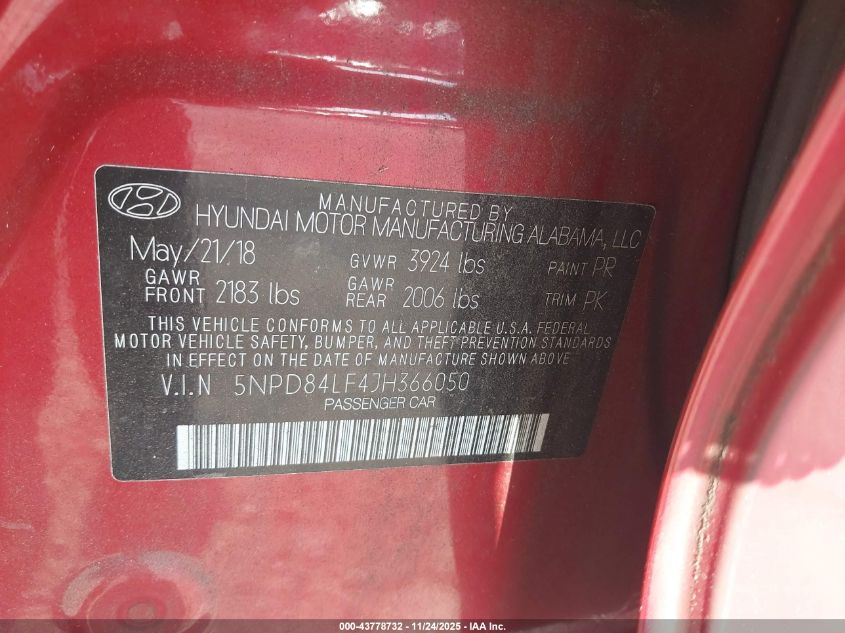 MANUFACTURED BY
HYUNDAI MOTOR MANUFACTURING ALABAMA, LLC
May/21/18 GVWR 3924 lbs PAINT PR
GAWR FRONT 2183 lbs GAWR REAR 2006 lbs TRIM PK
THIS VEHICLE CONFORMS TO ALL APPLICABLE U.S.A. FEDERAL
MOTOR VEHICLE SAFETY, BUMPER, AND THEFT PREVENTION STANDARDS
IN EFFECT ON THE DATE OF MANUFACTURE SHOWN ABOVE.
V.I.N 5NPD84LF4JH366050
PASSENGER CAR
000-43778732 - 11/24/2025 - IAA Inc.